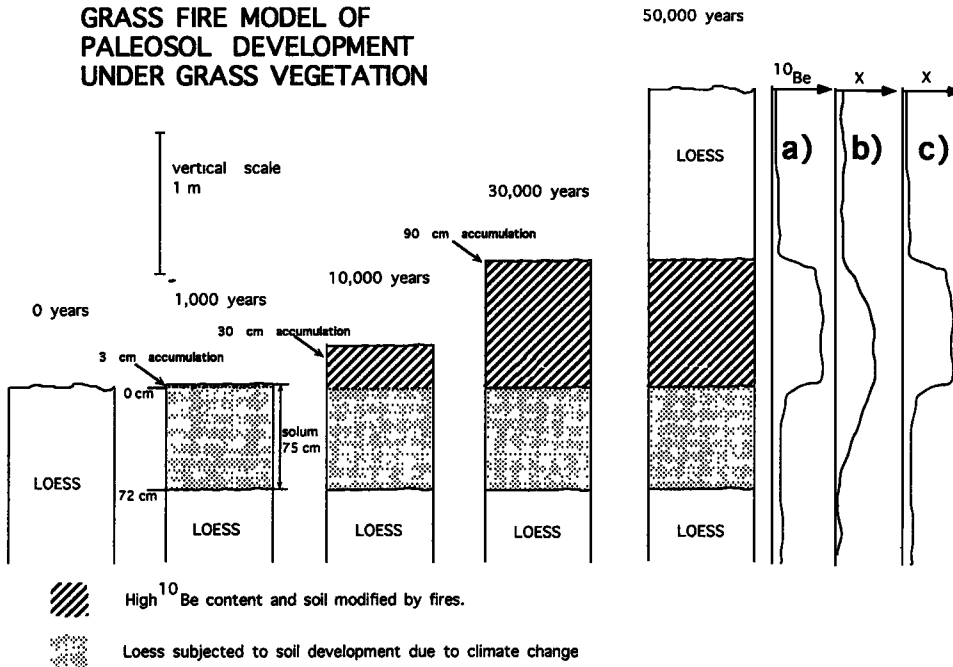 GRASS FIRE MODEL OF
PALEOSOL DEVELOPMENT
UNDER GRASS VEGETATION
50,000 years
10Be
X
X
a)
b)
c)
LOESS
vertical scale
1 m
30,000 years
90 cm accumulation
10,000 years
1,000 years
0 years
30 cm accumulation
3 cm accumulation
0 cm
solum
75 cm
LOESS
72 cm
LOESS
LOESS
LOESS
LOESS
High 10Be content and soil modified by fires.
Loess subjected to soil development due to climate change